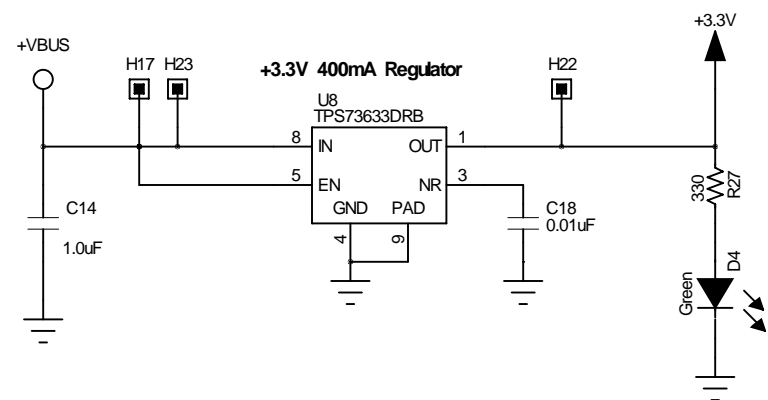 +3.3V
+VBUS
H17
H23
+3.3V 400mA Regulator
H22
U8
TPS73633DRB
8
IN
OUT
1
5
EN
NR
3
GND
PAD
4
9
C14
1.0uF
C18
0.01uF
330
R27
Green
D4